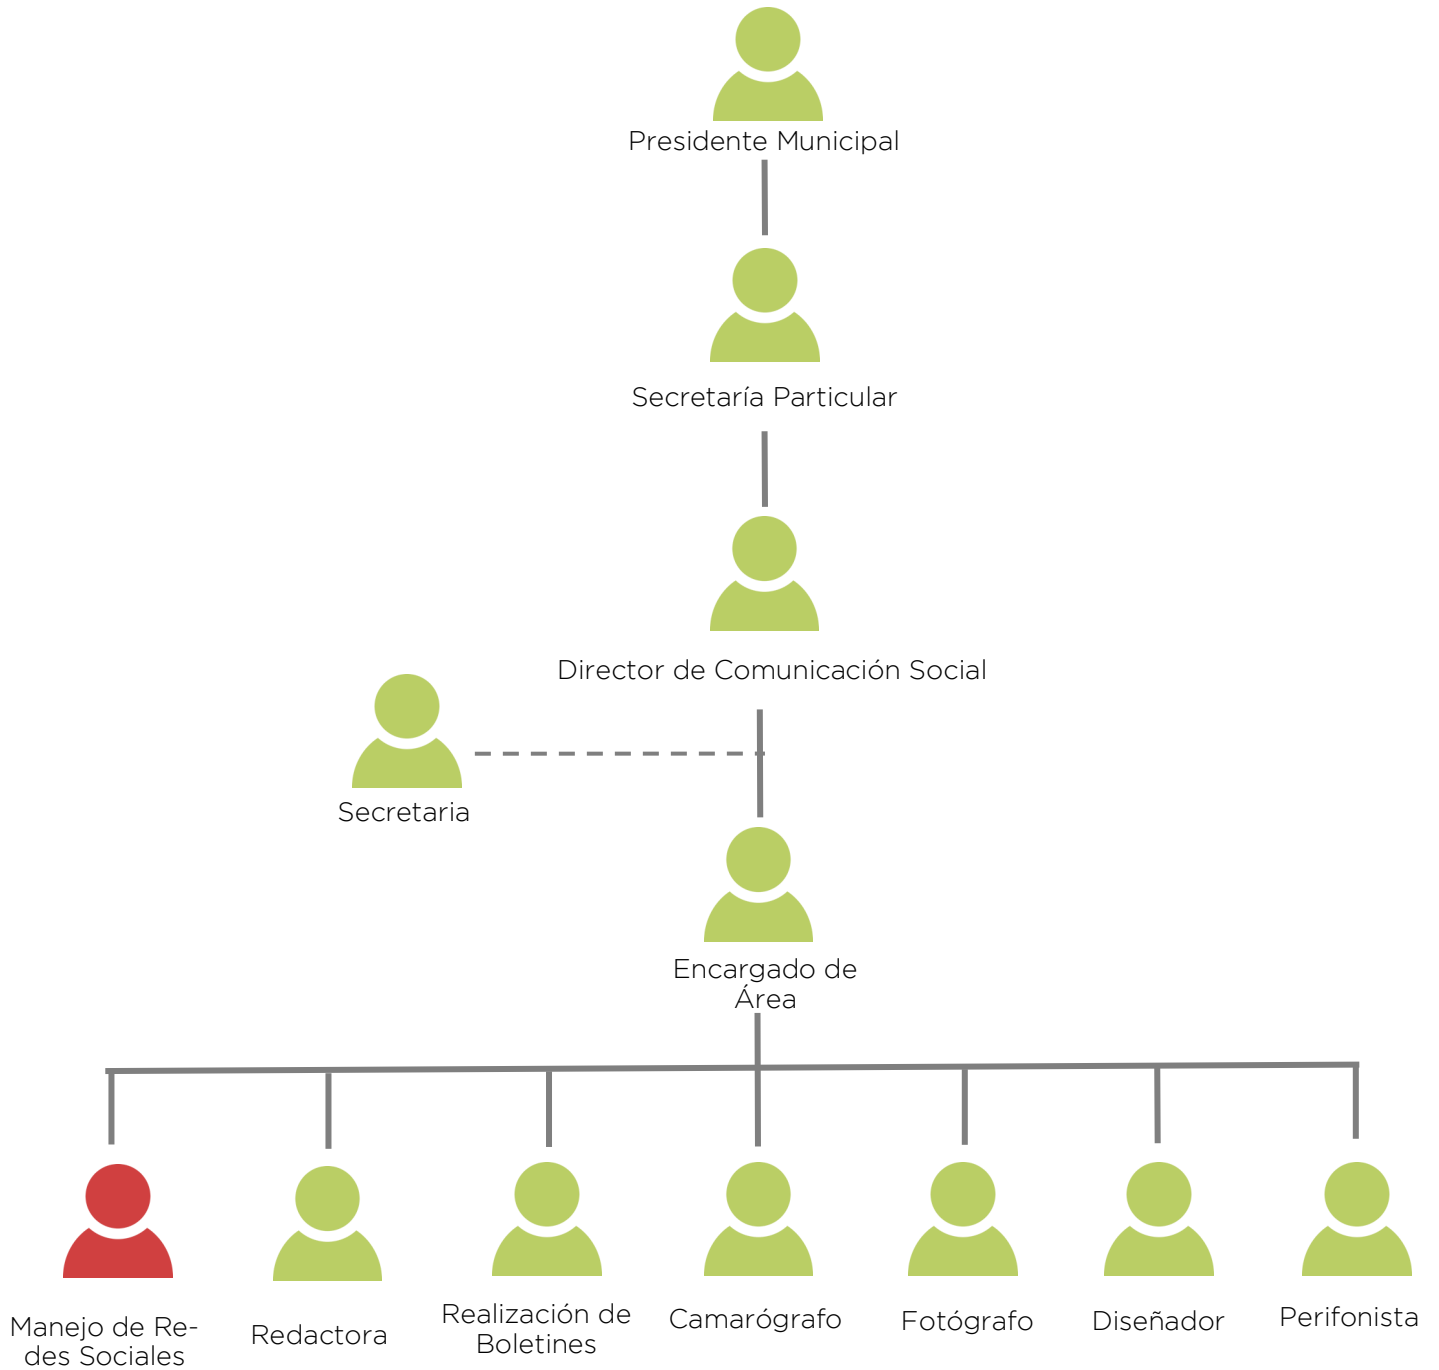 Presidente Municipal
Secretaría Particular
Director de Comunicación Social
Secretaria
Encargado de
Área
Manejo de Re-
des Sociales
Redactora
Realización de
Boletines
Camarógrafo
Fotógrafo
Diseñador
Perifonista